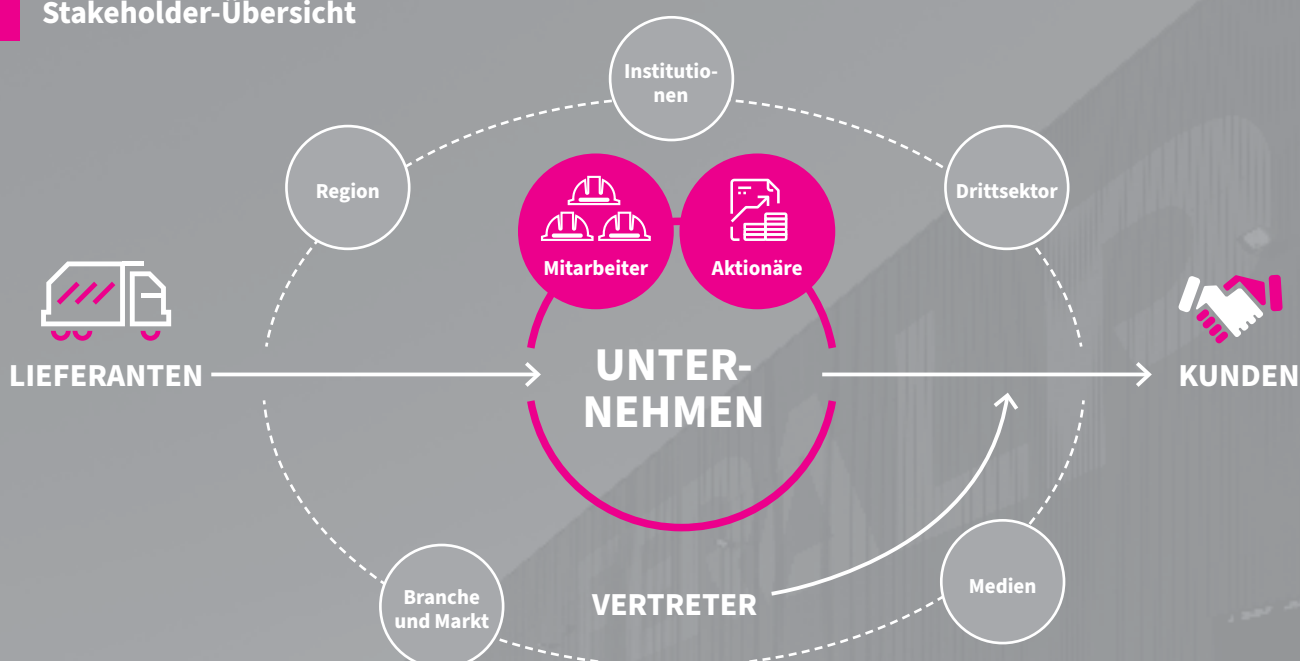 Stakeholder-Übersicht
Institutio-
nen
Region
Drittsektor
Mitarbeiter
Aktionäre
LIEFERANTEN
UNTER-
NEHMEN
KUNDEN
Branche
und Markt
VERTRETER
Medien